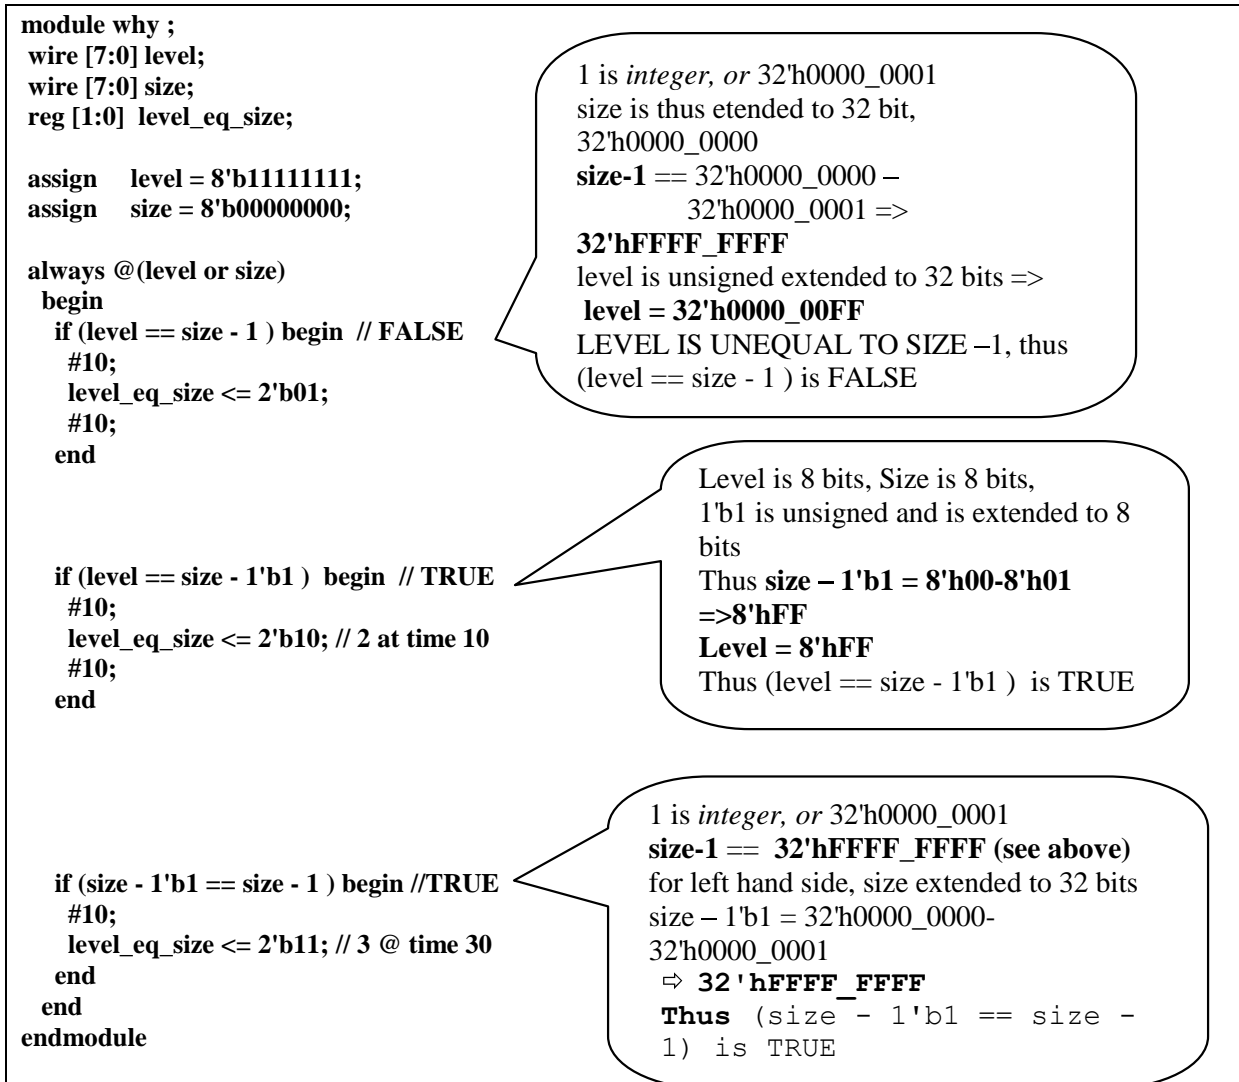 module why ;
wire [7:0] level;
wire [7:0] size;
reg [1:0] level_eq_size;
assign level = 8'b11111111;
assign size = 8'b00000000;
always @(level or size)
begin
if (level == size - 1 ) begin // FALSE
#10;
level_eq_size <= 2'b01;
#10;
end
if (level == size - 1'b1 ) begin // TRUE
#10;
level_eq_size <= 2'b10; // 2 at time 10
#10;
end
if (size - 1'b1 == size - 1 ) begin //TRUE
#10;
level_eq_size <= 2'b11; // 3 @ time 30
end
end
endmodule
1 is integer, or 32'h0000_0001
size is thus etended to 32 bit,
32'h0000_0000
size-1 == 32'h0000_0000 –
32'h0000_0001 =>
32'hFFFF_FFFF
level is unsigned extended to 32 bits =>
level = 32'h0000_00FF
LEVEL IS UNEQUAL TO SIZE –1, thus
(level == size - 1 ) is FALSE
Level is 8 bits, Size is 8 bits,
1'b1 is unsigned and is extended to 8
bits
Thus size – 1'b1 = 8'h00-8'h01
=>8'hFF
Level = 8'hFF
Thus (level == size - 1'b1 ) is TRUE
1 is integer, or 32'h0000_0001
size-1 == 32'hFFFF_FFFF (see above)
for left hand side, size extended to 32 bits
size – 1'b1 = 32'h0000_0000-
32'h0000_0001
⇨ 32'hFFFF_FFFF
Thus (size - 1'b1 == size -
1) is TRUE